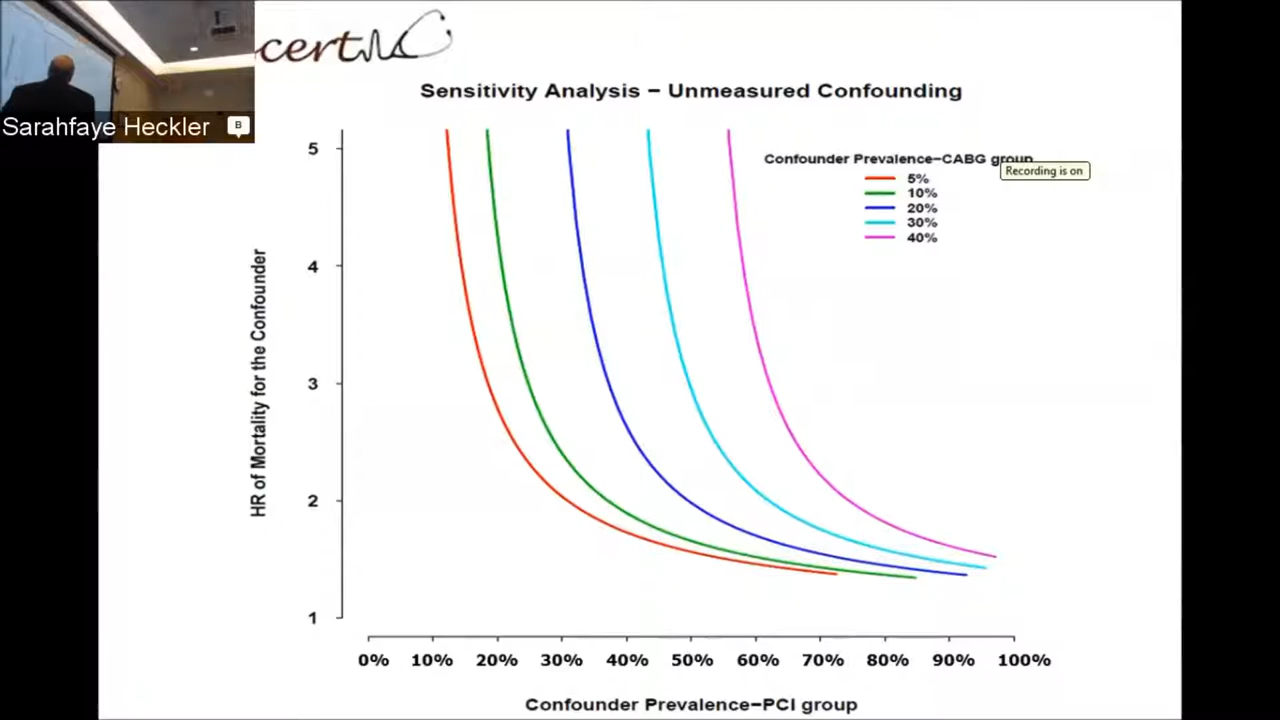 cert
Sarahfaye Heckler
B
Sensitivity Analysis − Unmeasured Confounding
Confounder Prevalence−CABG group
Recording is on
5%
10%
20%
30%
40%
HR of Mortality for the Confounder
5
4
3
2
1
0% 10% 20% 30% 40% 50% 60% 70% 80% 90% 100%
Confounder Prevalence−PCI group